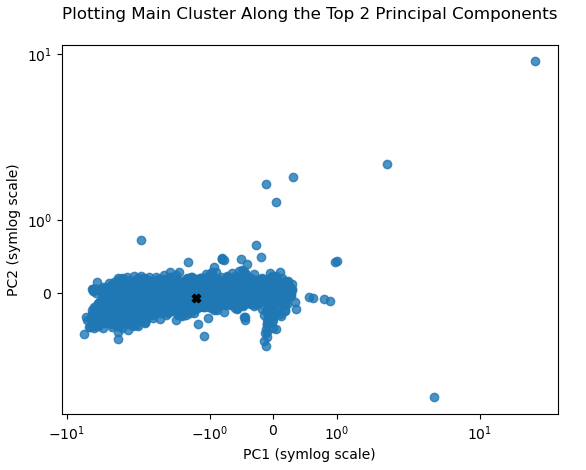 Plotting Main Cluster Along the Top 2 Principal Components
10¹
10⁰
0
PC2 (symlog scale)
−10¹
−10⁰
0
10⁰
10¹
PC1 (symlog scale)